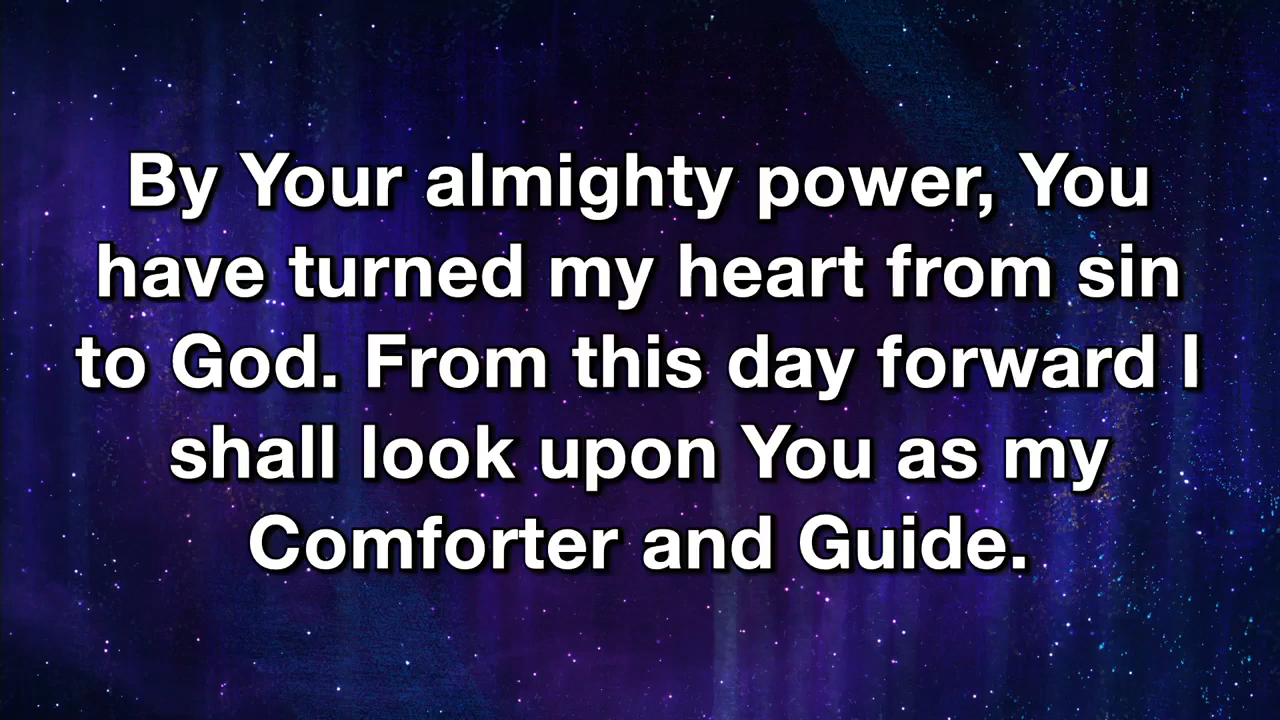 By Your almighty power, You
have turned my heart from sin
to God. From this day forward I
shall look upon You as my
Comforter and Guide.